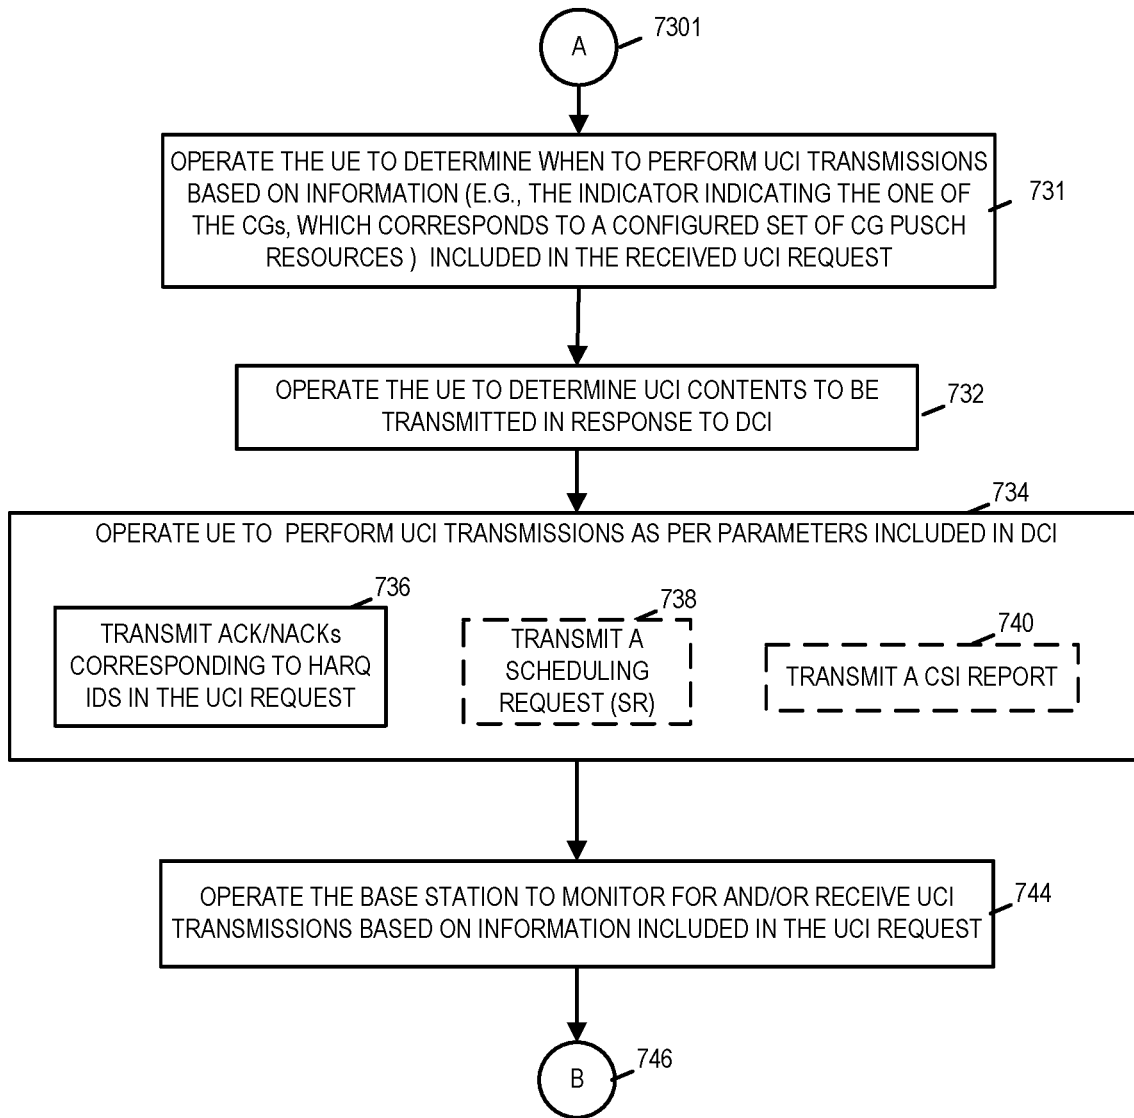 A
7301
OPERATE THE UE TO DETERMINE WHEN TO PERFORM UCI TRANSMISSIONS
BASED ON INFORMATION (E.G., THE INDICATOR INDICATING THE ONE OF
THE CGs, WHICH CORRESPONDS TO A CONFIGURED SET OF CG PUSCH
RESOURCES ) INCLUDED IN THE RECEIVED UCI REQUEST
731
OPERATE THE UE TO DETERMINE UCI CONTENTS TO BE
TRANSMITTED IN RESPONSE TO DCI
732
734
OPERATE UE TO PERFORM UCI TRANSMISSIONS AS PER PARAMETERS INCLUDED IN DCI
736
TRANSMIT ACK/NACKs
CORRESPONDING TO HARQ
IDS IN THE UCI REQUEST
738
TRANSMIT A
SCHEDULING
REQUEST (SR)
740
TRANSMIT A CSI REPORT
OPERATE THE BASE STATION TO MONITOR FOR AND/OR RECEIVE UCI
TRANSMISSIONS BASED ON INFORMATION INCLUDED IN THE UCI REQUEST
744
B
746